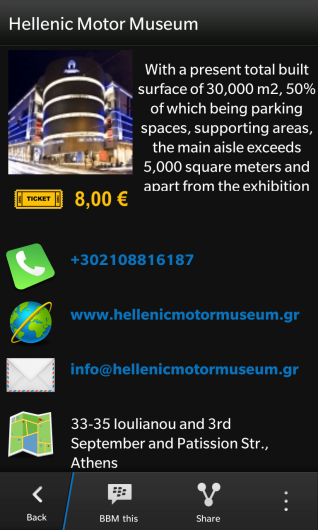 Hellenic Motor Museum
With a present total built
surface of 30,000 m2, 50%
of which being parking
spaces, supporting areas,
the main aisle exceeds
5,000 square meters and
apart from the exhibition
TICKET
8,00 €
+302108816187
www.hellenicmotormuseum.gr
info@hellenicmotormuseum.gr
33-35 Ioulianou and 3rd
September and Patission Str.,
Athens
Back
BBM this
Share